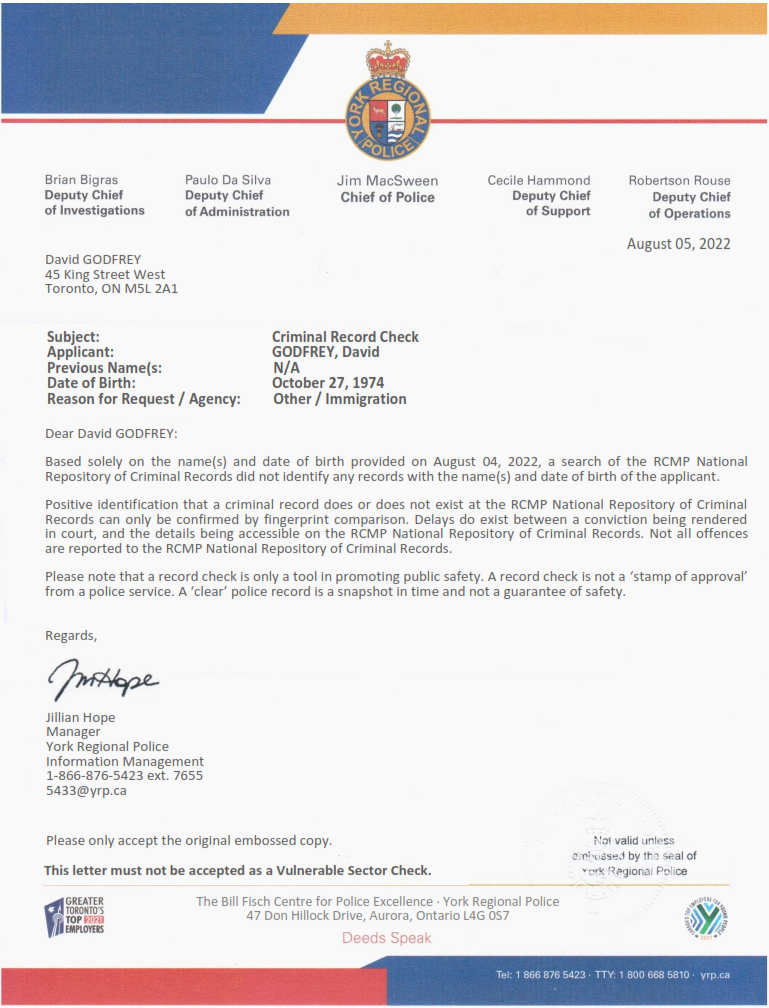 YORK REGIONAL
POLICE
Brian Bigras
Deputy Chief
of Investigations
Paulo Da Silva
Deputy Chief
of Administration
Jim MacSween
Chief of Police
Cecile Hammond
Deputy Chief
of Support
Robertson Rouse
Deputy Chief
of Operations
August 05, 2022
David GODFREY
45 King Street West
Toronto, ON M5L 2A1
Subject: Criminal Record Check
Applicant: GODFREY, David
Previous Name(s: N/A
Date of Birth: October 27, 1974
Reason for Request / Agency: Other / Immigration
Dear David GODFREY:
Based solely on the name(s) and date of birth provided on August 04, 2022, a search of the RCMP National
Repository of Criminal Records did not identify any records with the name(s) and date of birth of the applicant.
Positive identification that a criminal record does or does not exist at the RCMP National Repository of Criminal
Records can only be confirmed by fingerprint comparison. Delays do exist between a conviction being rendered
in court, and the details being accessible on the RCMP National Repository of Criminal Records. Not all offences
are reported to the RCMP National Repository of Criminal Records.
Please note that a record check is only a tool in promoting public safety. A record check is not a ‘stamp of approval’
from a police service. A ‘clear’ police record is a snapshot in time and not a guarantee of safety.
Regards,
Jillian Hope
Manager
York Regional Police
Information Management
1-866-876-5423 ext. 7655
5433@yrp.ca
Please only accept the original embossed copy.
Not valid unless
embossed by the seal of
York Regional Police
This letter must not be accepted as a Vulnerable Sector Check.
GREATER
TORONTO'S
TOP 2021
EMPLOYERS
The Bill Fisch Centre for Police Excellence · York Regional Police
47 Don Hillock Drive, Aurora, Ontario L4G 0S7
Deeds Speak
Tel: 1 866 876 5423 · TTY: 1 800 668 5810 · yrp.ca